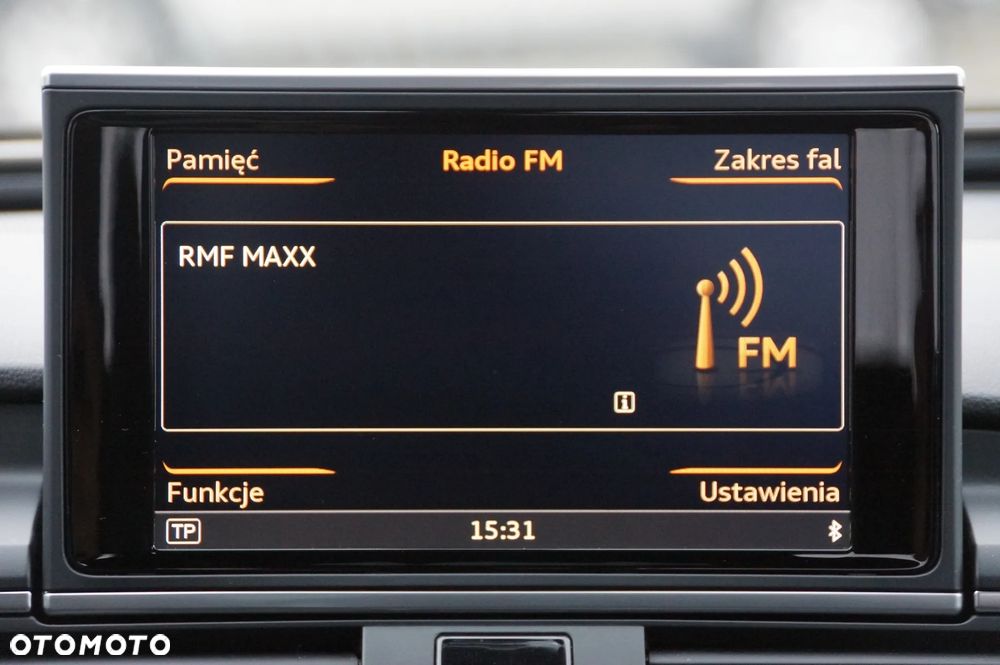 Pamięć Radio FM Zakres fal
RMF MAXX
FM
i
Funkcje Ustawienia
TP 15:31
OTOMOTO